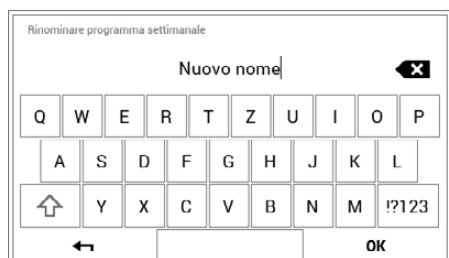 Rinominare programma settimanale
Nuovo nome
Q W E R T Z U I O P
A S D F G H J K L
Y X C V B N M !?123
OK